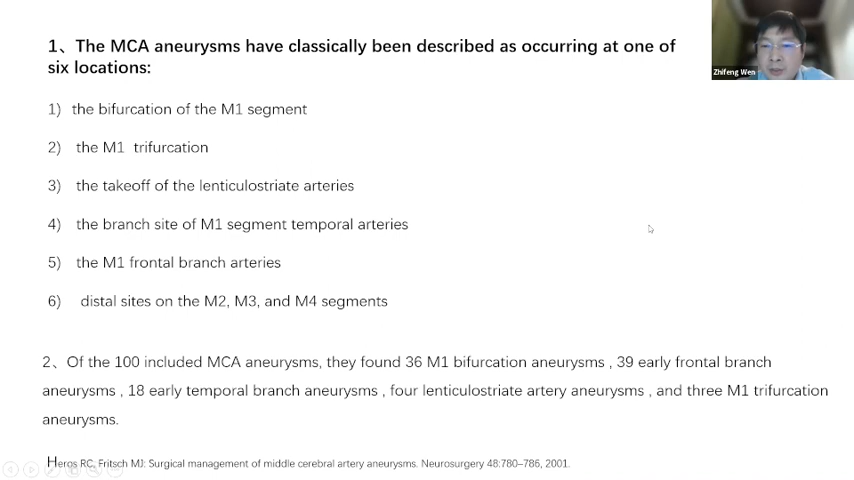 1、The MCA aneurysms have classically been described as occurring at one of
six locations:
Zhifeng Wen
1) the bifurcation of the M1 segment
2) the M1 trifurcation
3) the takeoff of the lenticulostriate arteries
4) the branch site of M1 segment temporal arteries
5) the M1 frontal branch arteries
6) distal sites on the M2, M3, and M4 segments
2、Of the 100 included MCA aneurysms, they found 36 M1 bifurcation aneurysms , 39 early frontal branch
aneurysms , 18 early temporal branch aneurysms , four lenticulostriate artery aneurysms , and three M1 trifurcation
aneurysms.
Heros RC, Fritsch MJ: Surgical management of middle cerebral artery aneurysms. Neurosurgery 48:780–786, 2001.